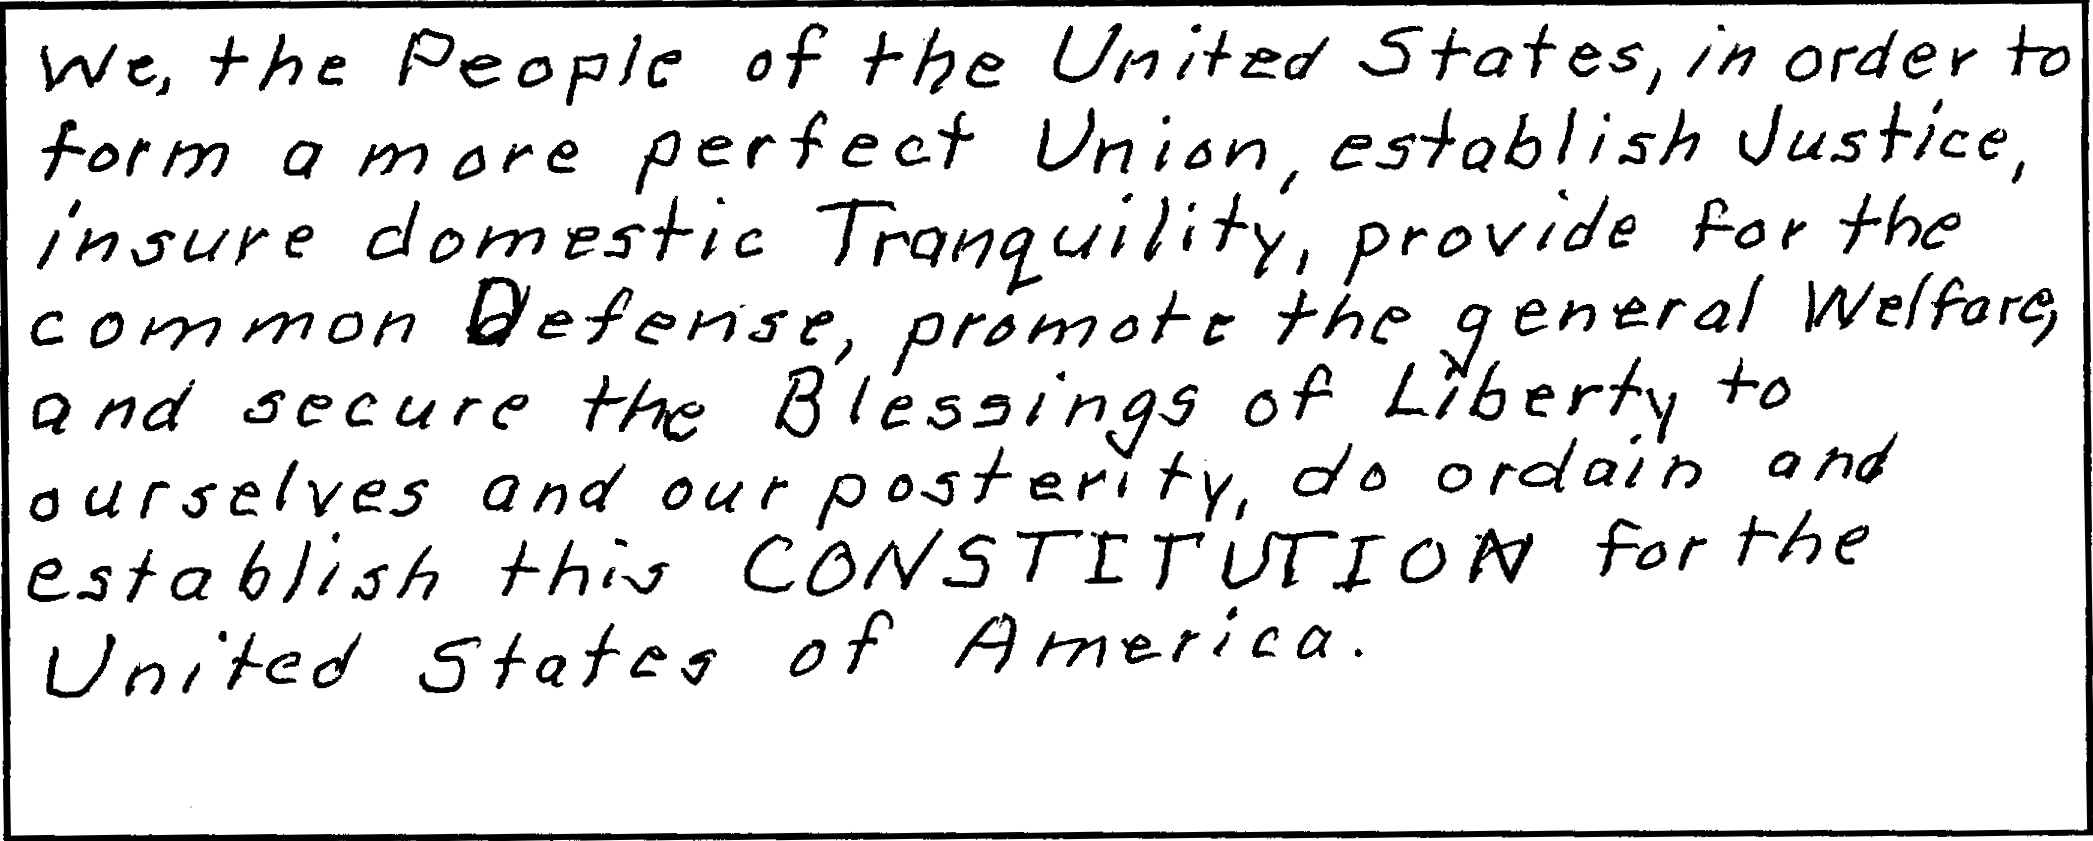 We, the People of the United States, in order to
form a more perfect Union, establish Justice,
insure domestic Tranquility, provide for the
common Defense, promote the general Welfare,
and secure the Blessings of Liberty to
ourselves and our posterity, do ordain and
establish this CONSTITUTION for the
United States of America.